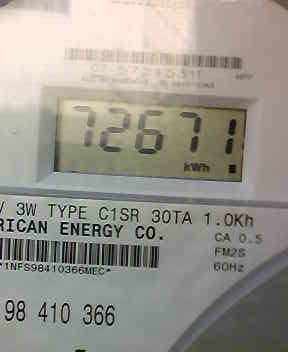 72671
kWh
V 3W TYPE C1SR 30TA 1.0Kh
RICAN ENERGY CO.
CA 0.5
FM2S
*1NFS98410366MEC*
60Hz
98 410 366